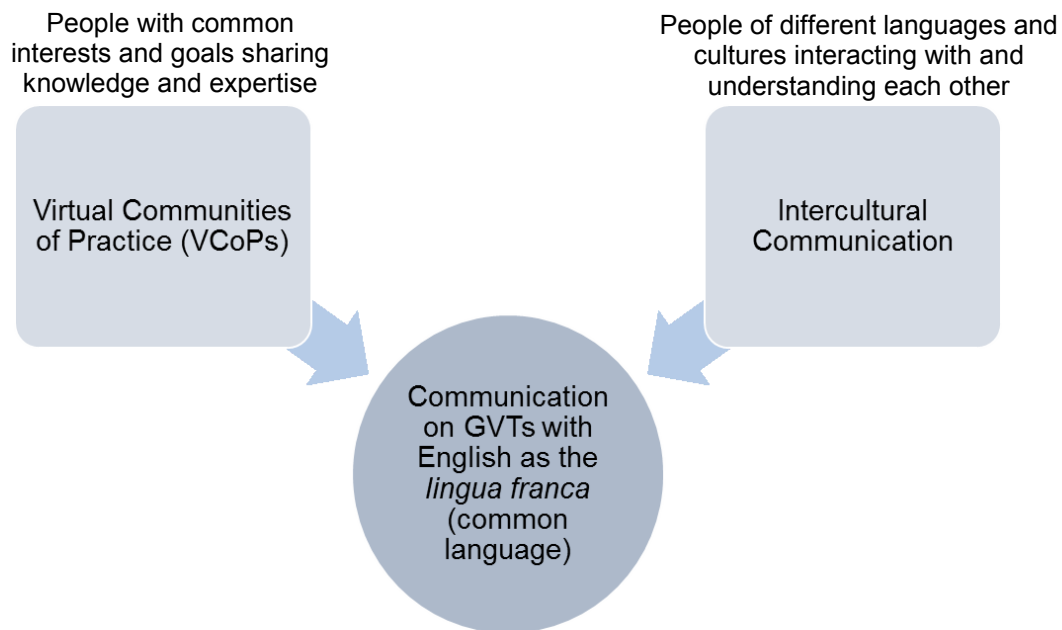 People with common
interests and goals sharing
knowledge and expertise
Virtual Communities
of Practice (VCoPs)
People of different languages and
cultures interacting with and
understanding each other
Intercultural
Communication
Communication
on GVTs with
English as the
lingua franca
(common
language)